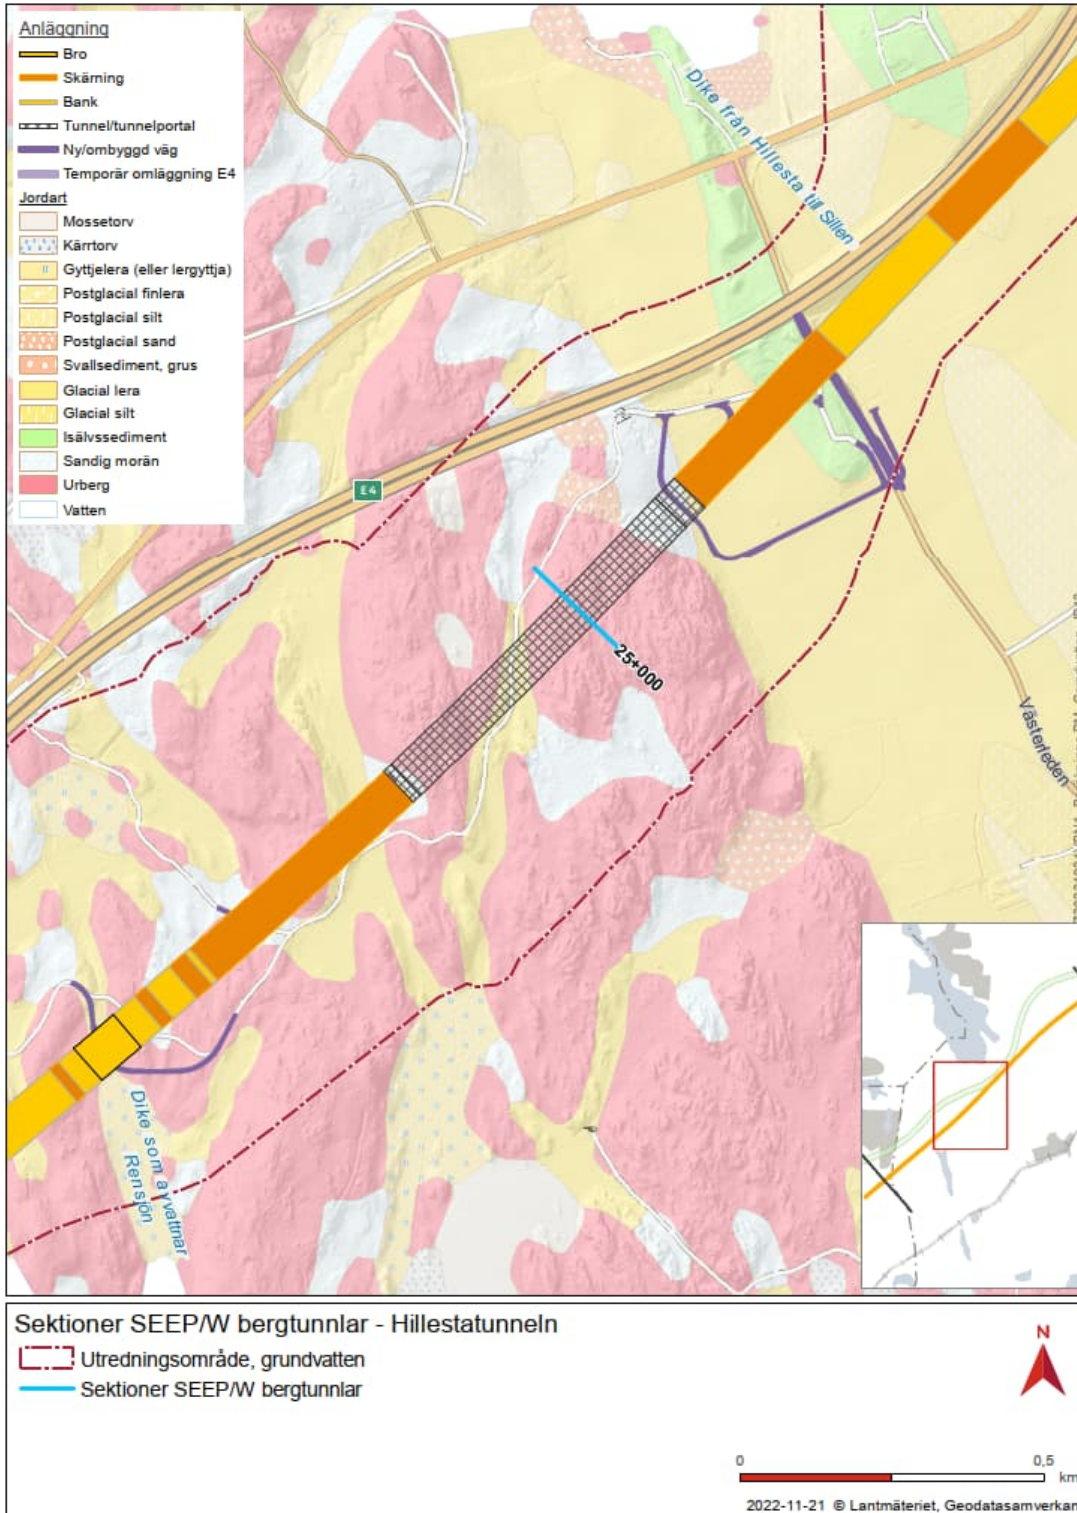 Anläggning
Bro
Skärning
Bank
Tunnel/tunnelportal
Ny/ombyggd väg
Temporär omläggning E4
Jordart
Mossetorv
Kärrtorv
Gyttjelera (eller lergyttja)
Postglacial finlera
Postglacial silt
Postglacial sand
Svallsediment, grus
Glacial lera
Glacial silt
Isälvssediment
Sandig morän
Urberg
Vatten
Dike från Hillesta till Sillen
E4
25+000
Västerleden
Dike som avvattnar
Rensjön
Sektioner SEEP/W bergtunnlar - Hillestatunneln
Utredningsområde, grundvatten
Sektioner SEEP/W bergtunnlar
N
0 0,5
km
2022-11-21 © Lantmäteriet, Geodatasamverkan